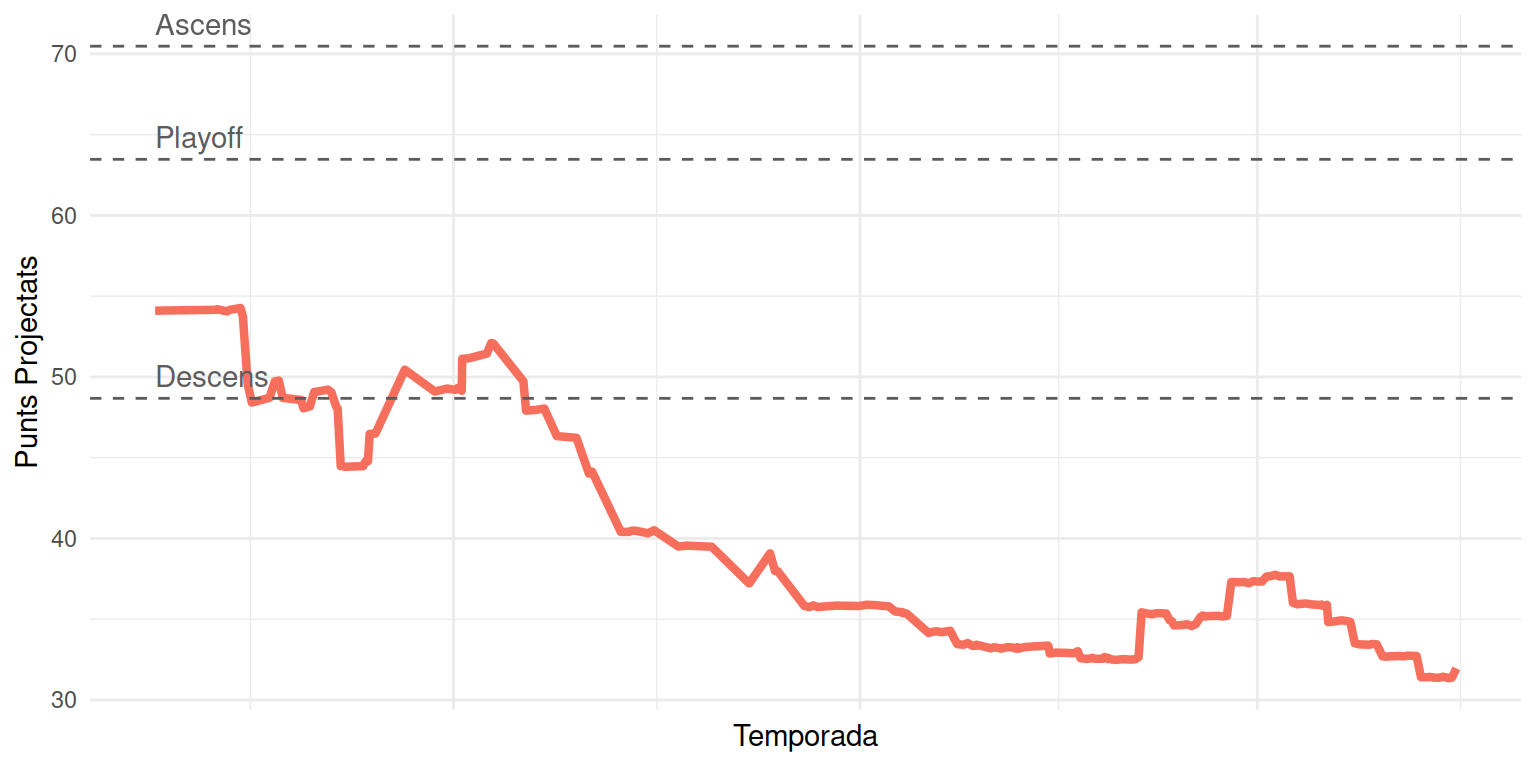 Ascens
70
Playoff
60
Descens
50
40
30
Punts Projectats
Temporada